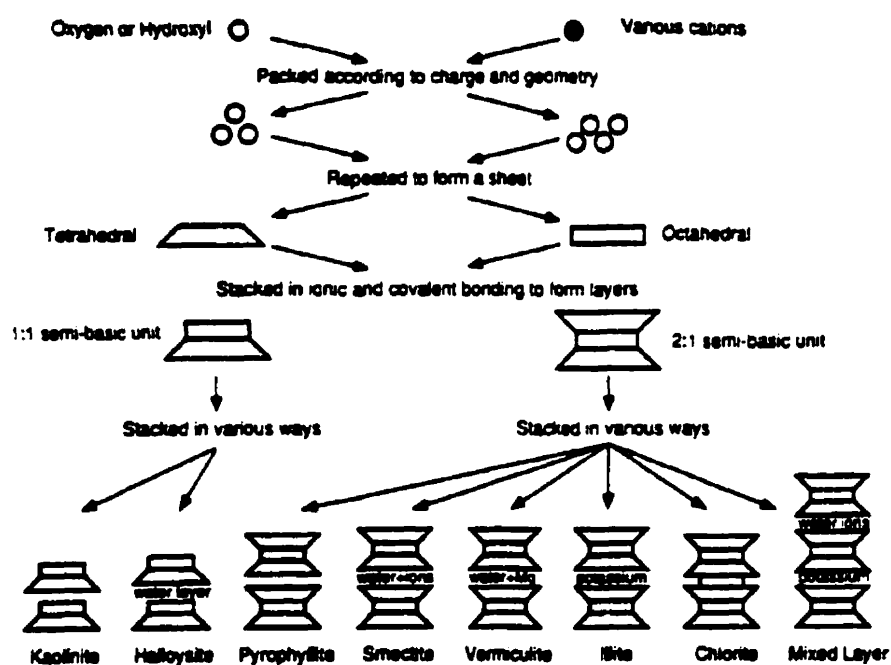 Oxygen or Hydroxyl
Various cations
Packed according to charge and geometry
Repeated to form a sheet
Tetrahedral
Octahedral
Stacked in ionic and covalent bonding to form layers
1:1 semi-basic unit
2:1 semi-basic unit
Stacked in various ways
Stacked in various ways
water ions
water layer
water+ions
water+Mg
potassium
potassium
Kaolinite
Halloysite
Pyrophyllite
Smectite
Vermiculite
Illite
Chlorite
Mixed Layer